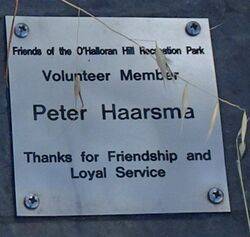 Friends of the O'Halloran Hill Recreation Park
Volunteer Member
Peter Haarsma
Thanks for Friendship and
Loyal Service